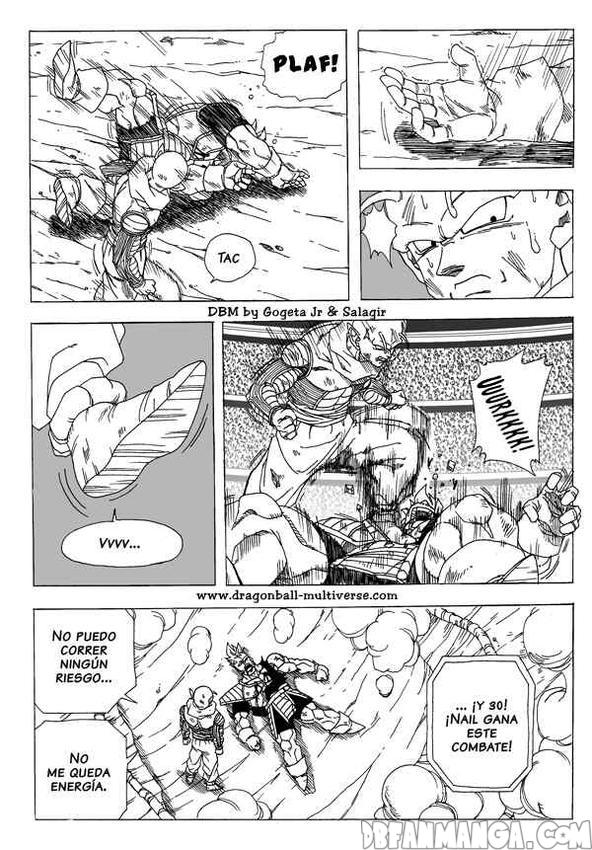 PLAF!
TAC
DBM by Gogeta Jr & Salagir
VVVV...
UUURKKKK!
www.dragonball-multiverse.com
NO PUEDO
CORRER
NINGÚN
RIESGO...
NO
ME QUEDA
ENERGÍA.
... ¡Y 30!
¡NAIL GANA
ESTE
COMBATE!
DBFANMANGA.COM